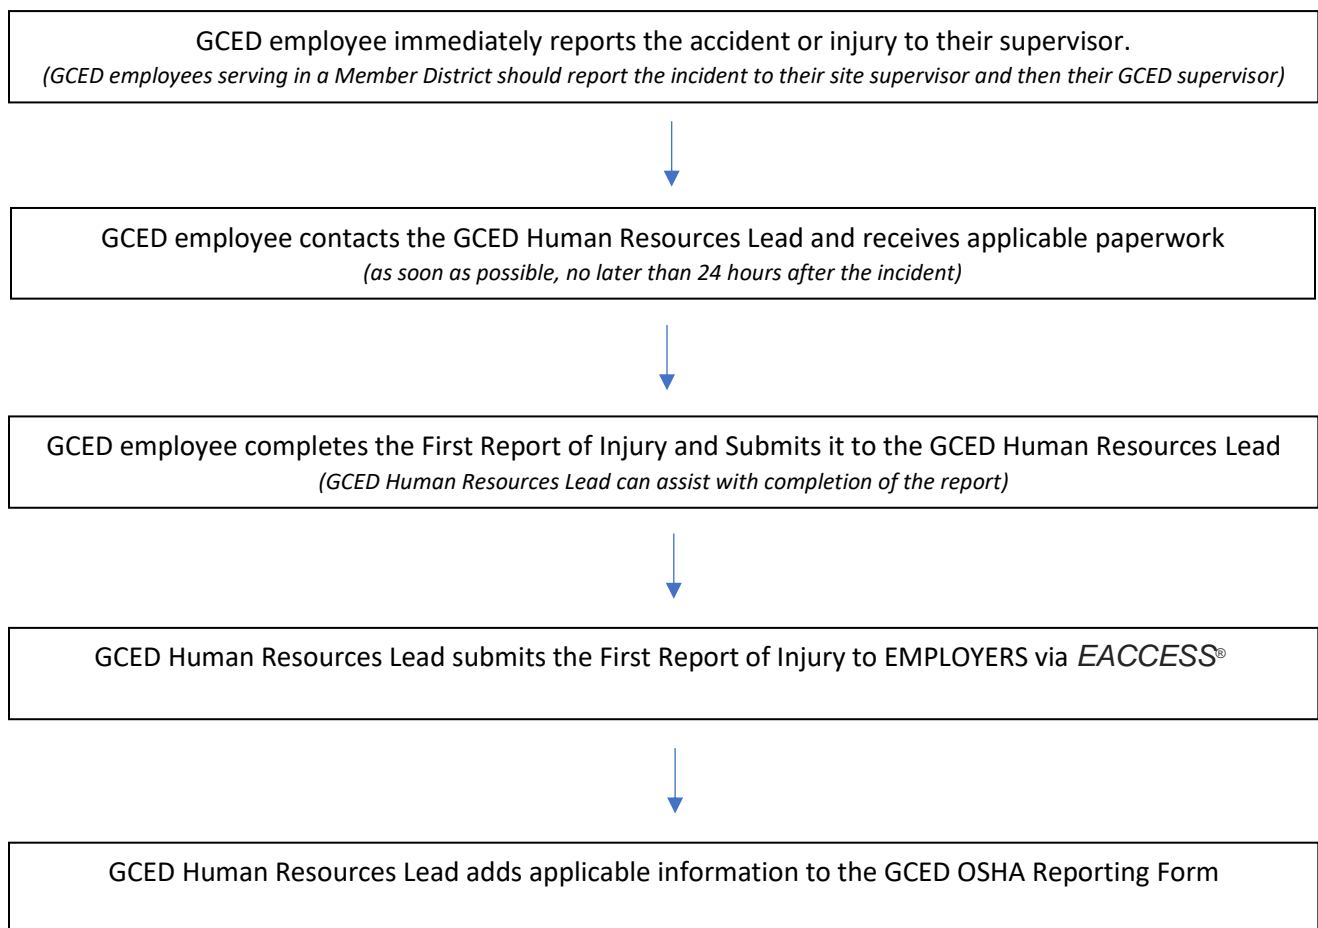 GCED employee immediately reports the accident or injury to their supervisor.
(GCED employees serving in a Member District should report the incident to their site supervisor and then their GCED supervisor)
GCED employee contacts the GCED Human Resources Lead and receives applicable paperwork
(as soon as possible, no later than 24 hours after the incident)
GCED employee completes the First Report of Injury and Submits it to the GCED Human Resources Lead
(GCED Human Resources Lead can assist with completion of the report)
GCED Human Resources Lead submits the First Report of Injury to EMPLOYERS via EACCESS®
GCED Human Resources Lead adds applicable information to the GCED OSHA Reporting Form